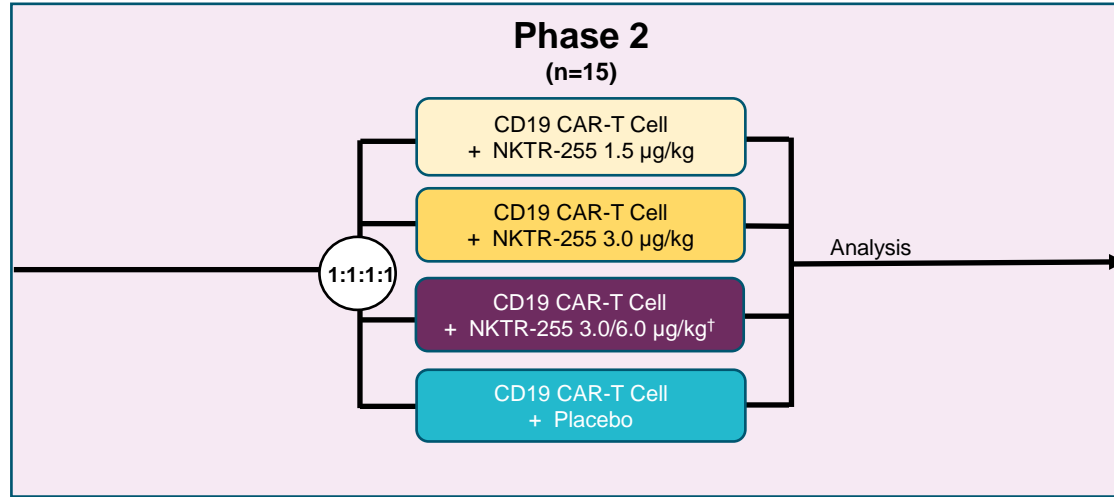 Phase 2
(n=15)
CD19 CAR-T Cell
+ NKTR-255 1.5 µg/kg
CD19 CAR-T Cell
+ NKTR-255 3.0 µg/kg
1:1:1:1
Analysis
CD19 CAR-T Cell
+ NKTR-255 3.0/6.0 µg/kg†
CD19 CAR-T Cell
+ Placebo